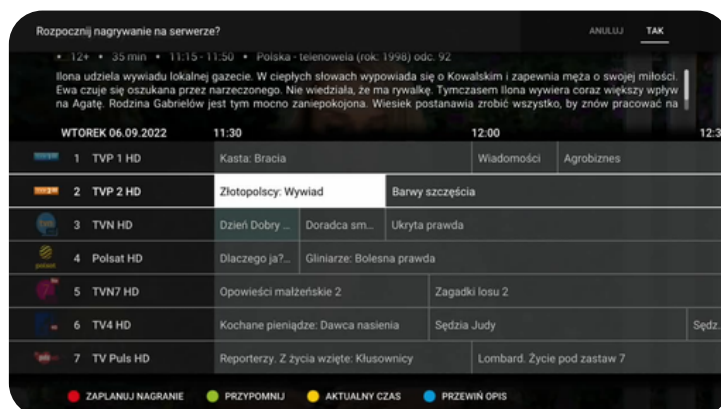 Rozpocznij nagrywanie na serwerze? ANULUJ TAK
• 12+ • 35 min • 11:15 - 11:50 • Polska - telenowela (rok: 1998) odc. 92
Ilona udziela wywiadu lokalnej gazecie. W ciepłych słowach wypowiada się o Kowalskim i zapewnia męża o swojej miłości.
Ewa czuje się oszukana przez narzeczonego. Nie wiedziała, że ma rywalkę. Tymczasem Ilona wywiera coraz większy wpływ
na Agatę. Rodzina Gabrielów jest tym mocno zaniepokojona. Wiesiek postanawia zrobić wszystko, by znów pracować na
WTOREK 06.09.2022 11:30 12:00 12:3
1 TVP 1 HD Kasta: Bracia Wiadomości Agrobiznes
2 TVP 2 HD Złotopolscy: Wywiad Barwy szczęścia
3 TVN HD Dzień Dobry ... Doradca sm... Ukryta prawda
polsat 4 Polsat HD Dlaczego ja?... Gliniarze: Bolesna prawda
5 TVN7 HD Opowieści małżeńskie 2 Zagadki losu 2
6 TV4 HD Kochane pieniądze: Dawca nasienia Sędzia Judy Sędz..
7 TV Puls HD Reporterzy. Z życia wzięte: Kłusownicy Lombard. Życie pod zastaw 7
ZAPLANUJ NAGRANIE PRZYPOMNIJ AKTUALNY CZAS PRZEWIŃ OPIS